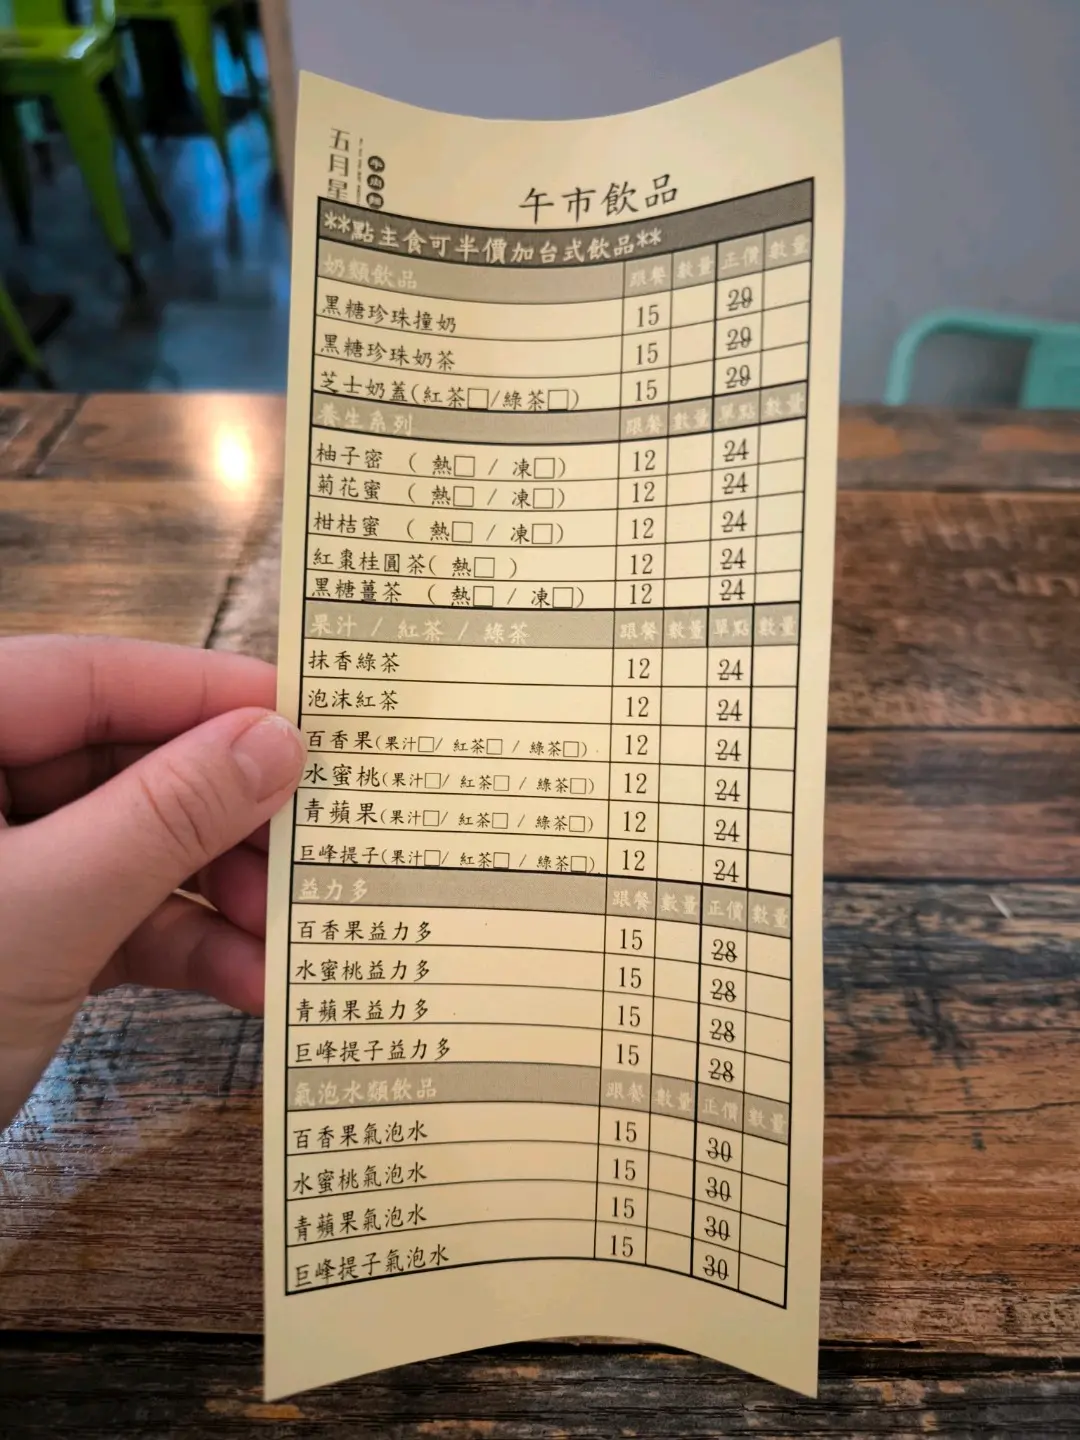 五月星
午市飲品
**點主食可半價加台式飲品**
奶類飲品 跟餐 數量 正價 數量
黑糖珍珠撞奶 15 29
黑糖珍珠奶茶 15 29
芝士奶蓋(紅茶□/綠茶□) 15 29
養生系列 跟餐 數量 單點 數量
柚子密 ( 熱□ / 凍□) 12 24
菊花蜜 ( 熱□ / 凍□) 12 24
柑桔蜜 ( 熱□ / 凍□) 12 24
紅棗桂圓茶( 熱□ ) 12 24
黑糖薑茶 ( 熱□ / 凍□) 12 24
果汁 / 紅茶 / 綠茶 跟餐 數量 單點 數量
抹香綠茶 12 24
泡沫紅茶 12 24
百香果(果汁□/ 紅茶□ / 綠茶□) 12 24
水蜜桃(果汁□/ 紅茶□ / 綠茶□) 12 24
青蘋果(果汁□/ 紅茶□ / 綠茶□) 12 24
巨峰提子(果汁□/ 紅茶□ / 綠茶□) 12 24
益力多 跟餐 數量 正價 數量
百香果益力多 15 28
水蜜桃益力多 15 28
青蘋果益力多 15 28
巨峰提子益力多 15 28
氣泡水類飲品 跟餐 數量 正價 數量
百香果氣泡水 15 30
水蜜桃氣泡水 15 30
青蘋果氣泡水 15 30
巨峰提子氣泡水 15 30